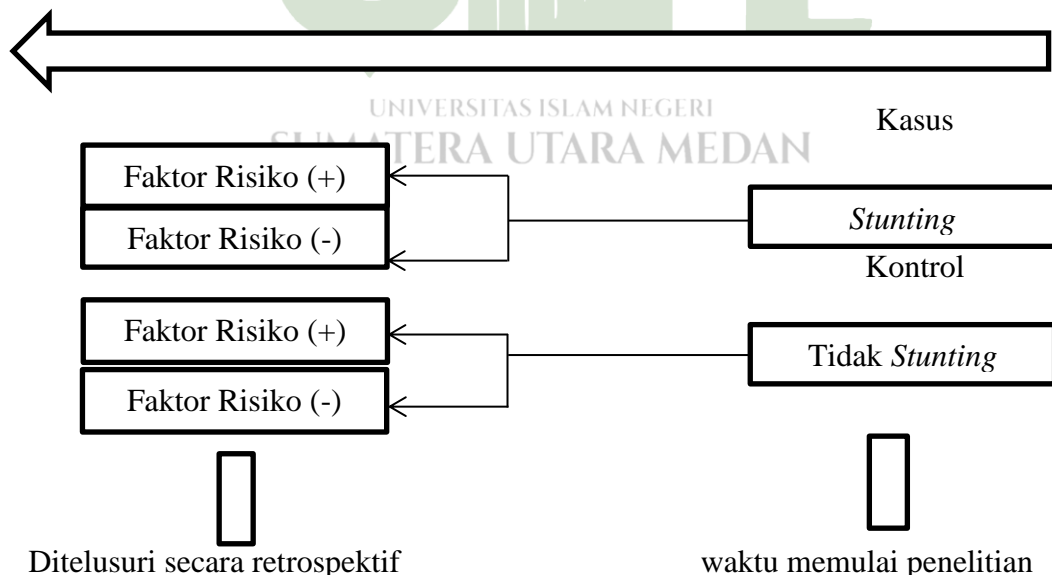 UNIVERSITAS ISLAM NEGERI
SUMATERA UTARA MEDAN
Kasus
Faktor Risiko (+)
Faktor Risiko (-)
Stunting
Kontrol
Faktor Risiko (+)
Faktor Risiko (-)
Tidak Stunting
Ditelusuri secara retrospektif
waktu memulai penelitian